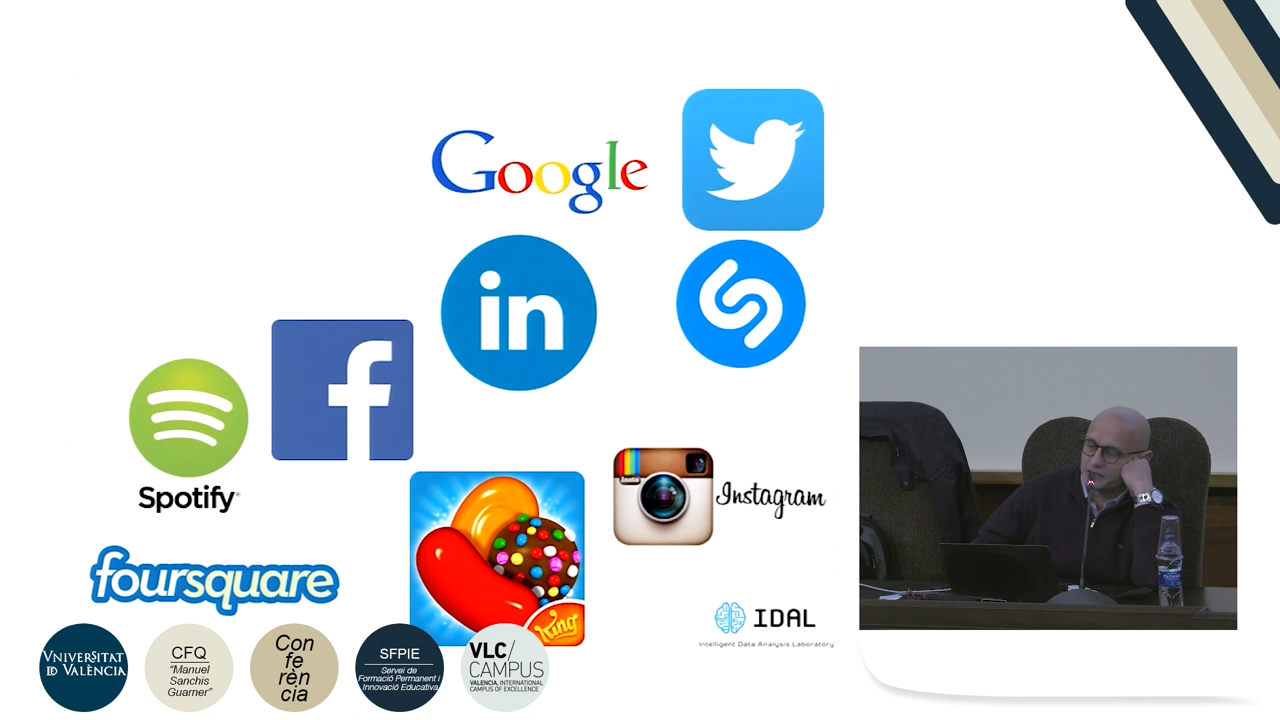 Google
in
f
Spotify
Insta
Instagram
foursquare
King
IDAL
Intelligent Data Analysis Laboratory
VNIVERSITAT
D VALÈNCIA
CFQ
“Manuel
Sanchis
Guarner”
Con
fe
rèn
cia
SFPIE
Servei de
Formació Permanent i
Innovació Educativa
VLC/
CAMPUS
VALENCIA, INTERNATIONAL
CAMPUS OF EXCELLENCE